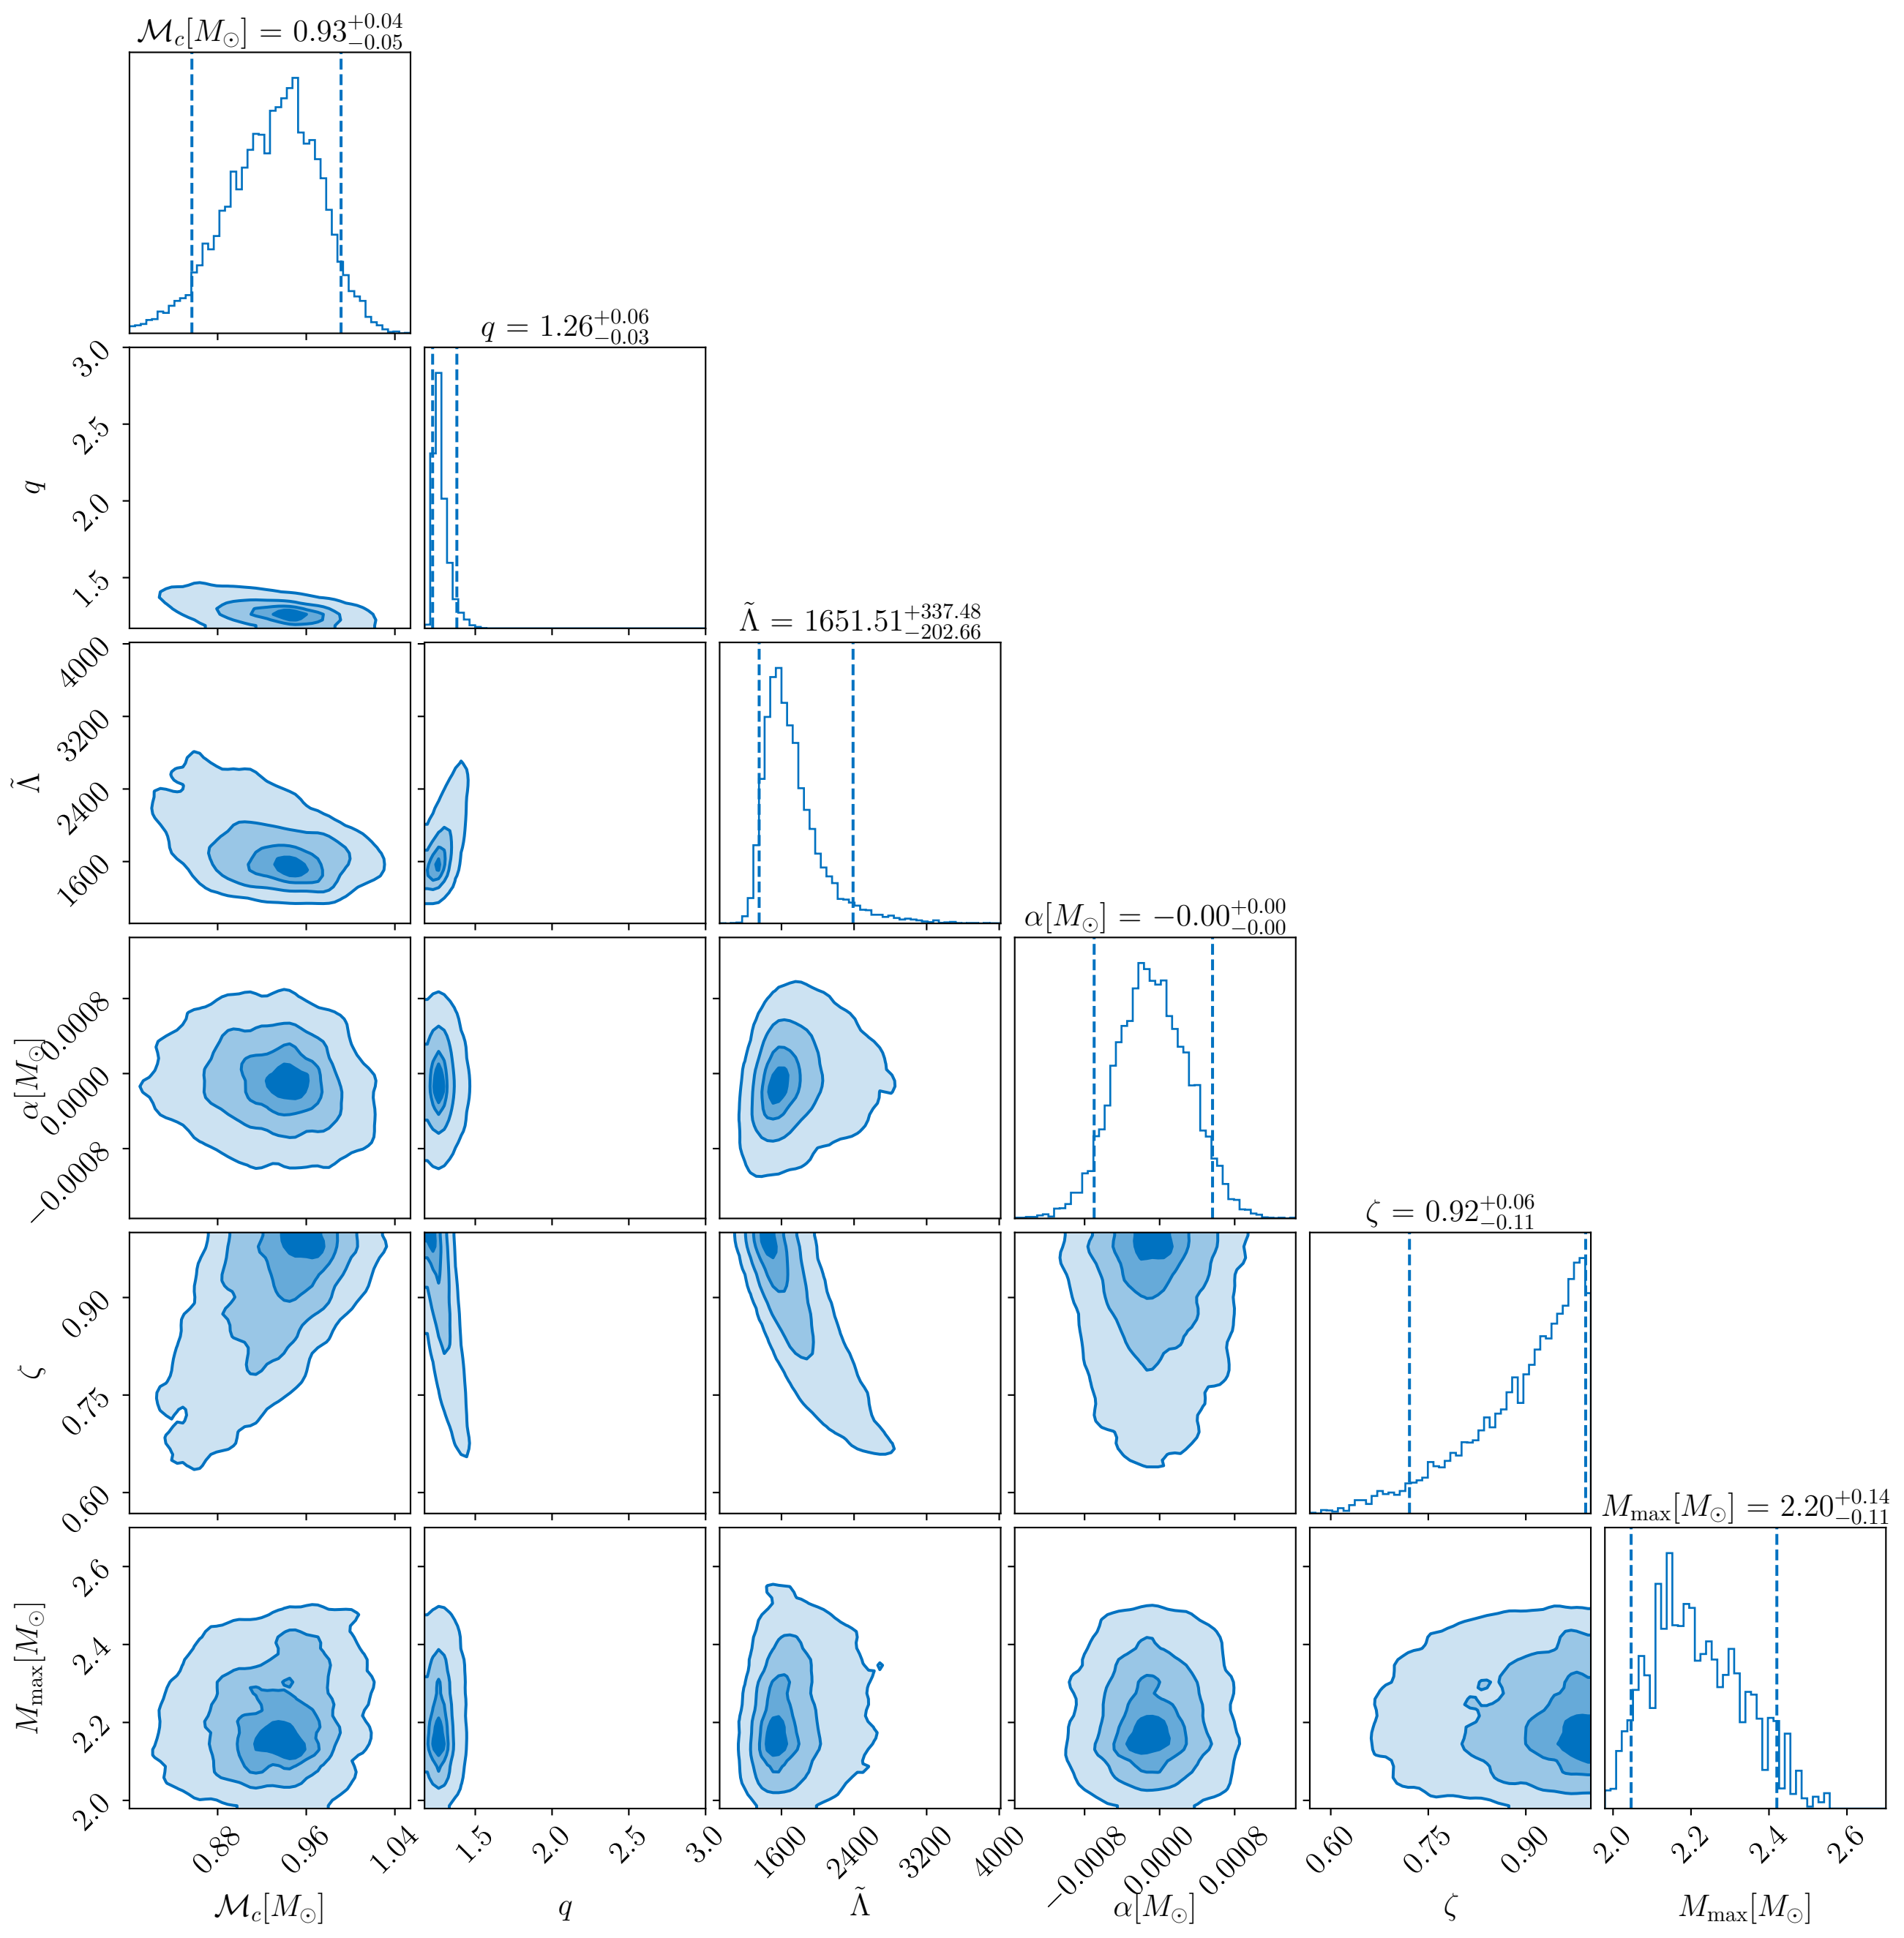 𝓜_c[M_⊙] = 0.93^{+0.04}_{-0.05}
q = 1.26^{+0.06}_{-0.03}
3.0
2.5
2.0
1.5
q
Λ̃ = 1651.51^{+337.48}_{-202.66}
4000
3200
2400
1600
Λ̃
α[M_⊙] = −0.00^{+0.00}_{-0.00}
0.0008
0.0000
−0.0008
α[M_⊙]
ζ = 0.92^{+0.06}_{-0.11}
0.90
0.75
0.60
ζ
M_max[M_⊙] = 2.20^{+0.14}_{-0.11}
2.6
2.4
2.2
2.0
M_max[M_⊙]
0.88 0.96 1.04 1.5 2.0 2.5 3.0 1600 2400 3200 4000 −0.0008 0.0000 0.0008 0.60 0.75 0.90 2.0 2.2 2.4 2.6
𝓜_c[M_⊙] q Λ̃ α[M_⊙] ζ M_max[M_⊙]